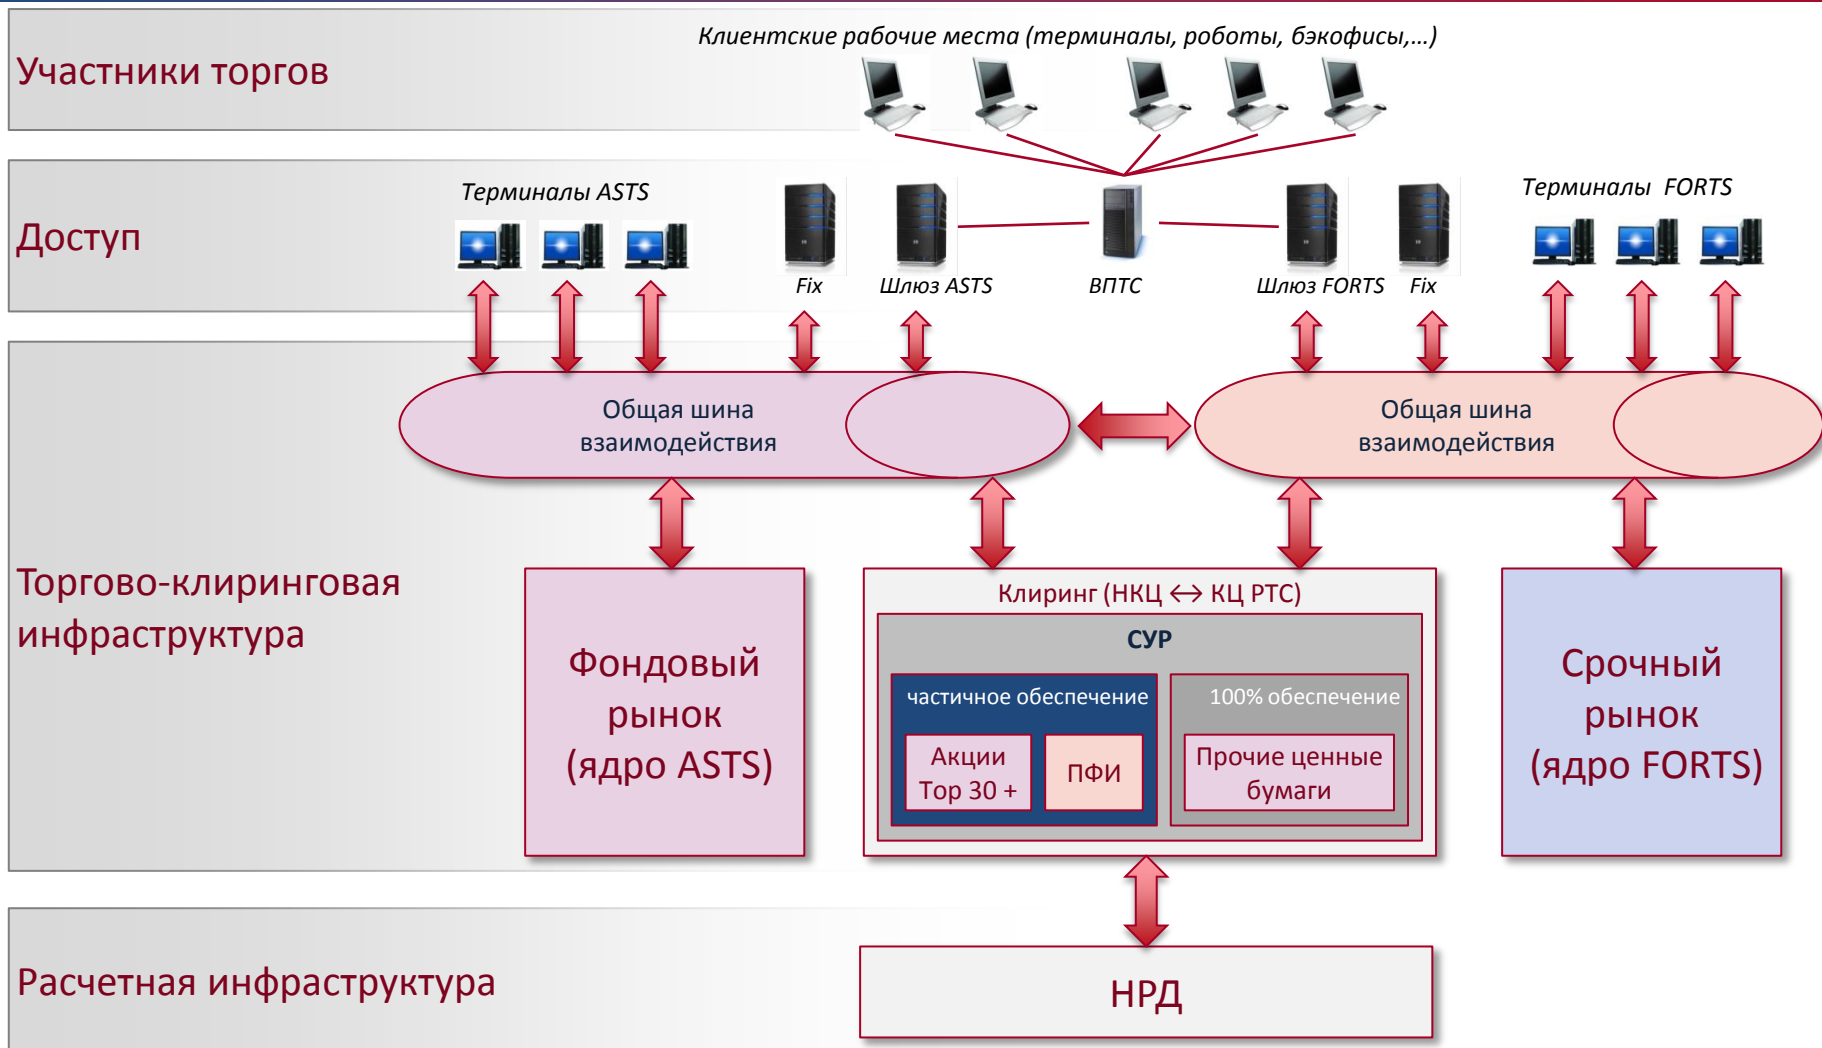 Клиентские рабочие места (терминалы, роботы, бэкофисы,...)
Участники торгов
Терминалы ASTS
Терминалы FORTS
Доступ
Fix
Шлюз ASTS
ВПТС
Шлюз FORTS
Fix
Общая шина
взаимодействия
Общая шина
взаимодействия
Торгово-клиринговая
инфраструктура
Фондовый
рынок
(ядро ASTS)
Клиринг (НКЦ ↔ КЦ РТС)
СУР
частичное обеспечение
100% обеспечение
Акции
Top 30 +
ПФИ
Прочие ценные
бумаги
Срочный
рынок
(ядро FORTS)
Расчетная инфраструктура
НРД